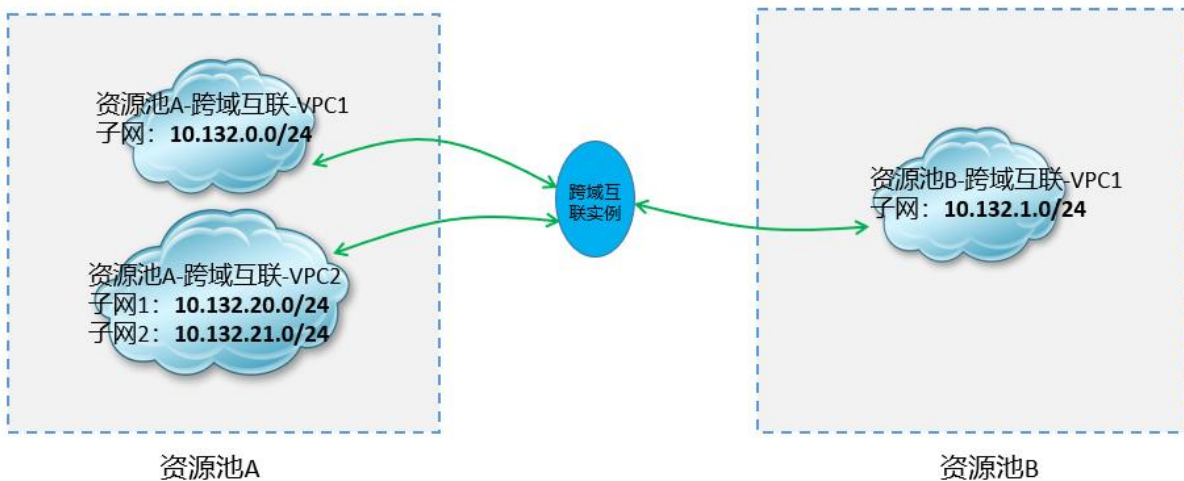 资源池A-跨域互联-VPC1
子网：10.132.0.0/24
资源池A-跨域互联-VPC2
子网1：10.132.20.0/24
子网2：10.132.21.0/24
跨域互
联实例
资源池B-跨域互联-VPC1
子网：10.132.1.0/24
资源池A
资源池B